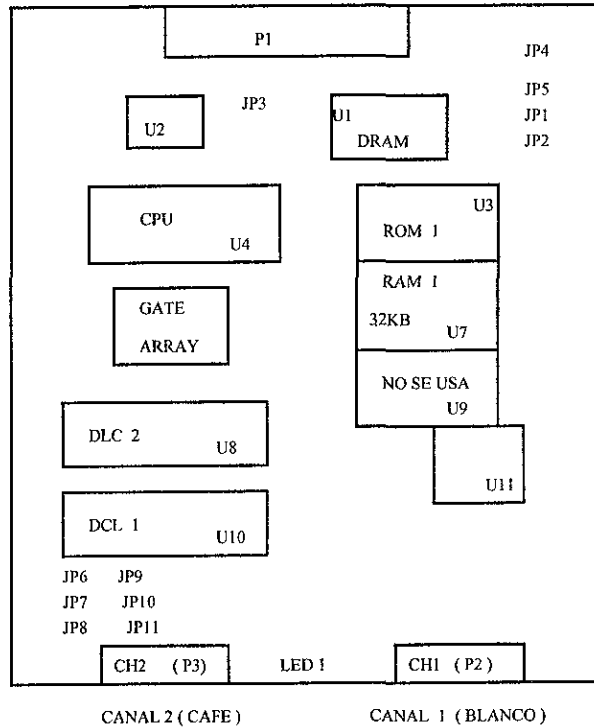 P1
JP4
JP5
JP3
U1
JP1
U2
DRAM
JP2
U3
CPU
ROM 1
U4
RAM 1
GATE
32KB
U7
ARRAY
NO SE USA
U9
DLC 2
U8
U11
DCL 1
U10
JP6 JP9
JP7 JP10
JP8 JP11
CH2 ( P3) LED 1 CH1 ( P2 )
CANAL 2 ( CAFE ) CANAL 1 ( BLANCO )